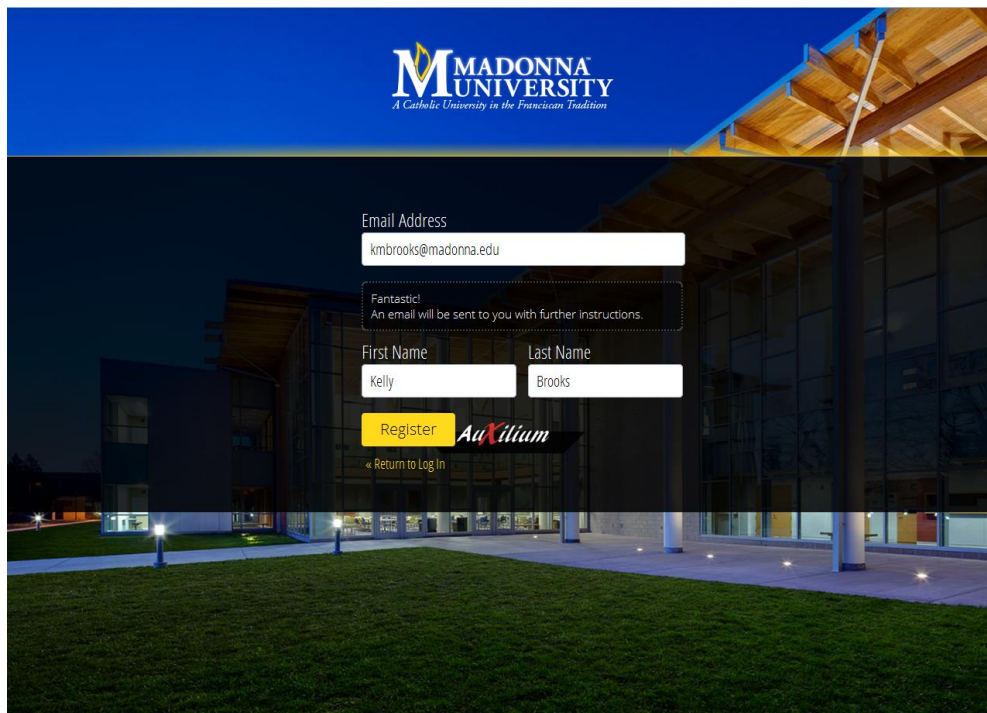 MADONNA
UNIVERSITY
A Catholic University in the Franciscan Tradition
Email Address
kmbrooks@madonna.edu
Fantastic!
An email will be sent to you with further instructions.
First Name Last Name
Kelly Brooks
Register AuXilium
« Return to Log In